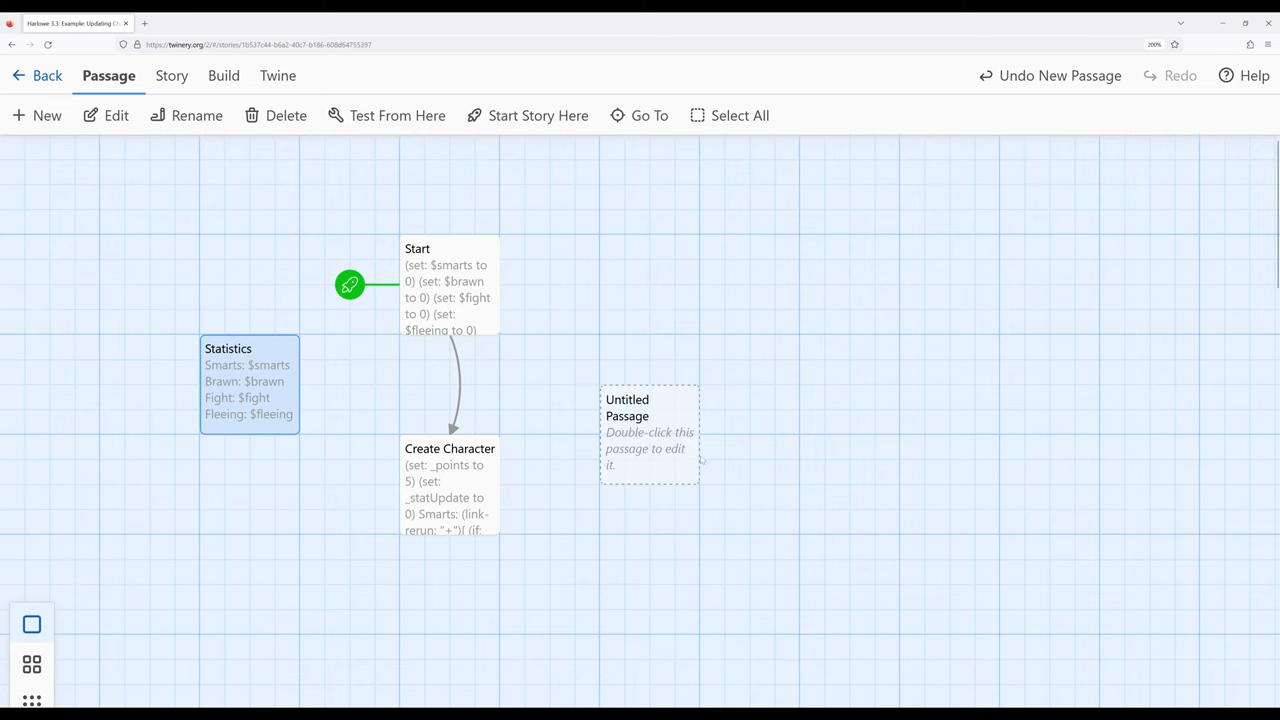 Harlowe 3.3: Example: Updating Ch
https://twinery.org/2/#/stories/1b537c44-b6a2-40c7-b186-608d64755397
200%
Back
Passage
Story
Build
Twine
Undo New Passage
Redo
Help
New
Edit
Rename
Delete
Test From Here
Start Story Here
Go To
Select All
Start
(set: $smarts to
0) (set: $brawn
to 0) (set: $fight
to 0) (set:
$fleeing to 0)
Statistics
Smarts: $smarts
Brawn: $brawn
Fight: $fight
Fleeing: $fleeing
Untitled
Passage
Double-click this
passage to edit
it.
Create Character
(set: _points to
5) (set:
_statUpdate to
0) Smarts: (link-
rerun: "+")[ (if: